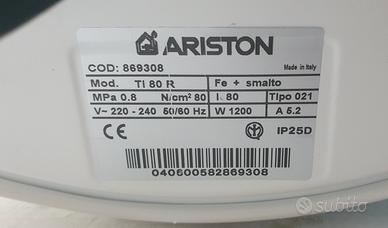 ARISTON
COD: 869308 Made in Italy
Mod. TI 80 R Fe + smalto
MPa 0.8 N/cm² 80 l. 80 Tipo 021
V~ 220 - 240 50/60 Hz W 1200 A 5.2
CE IP25D
040600582869308
subito